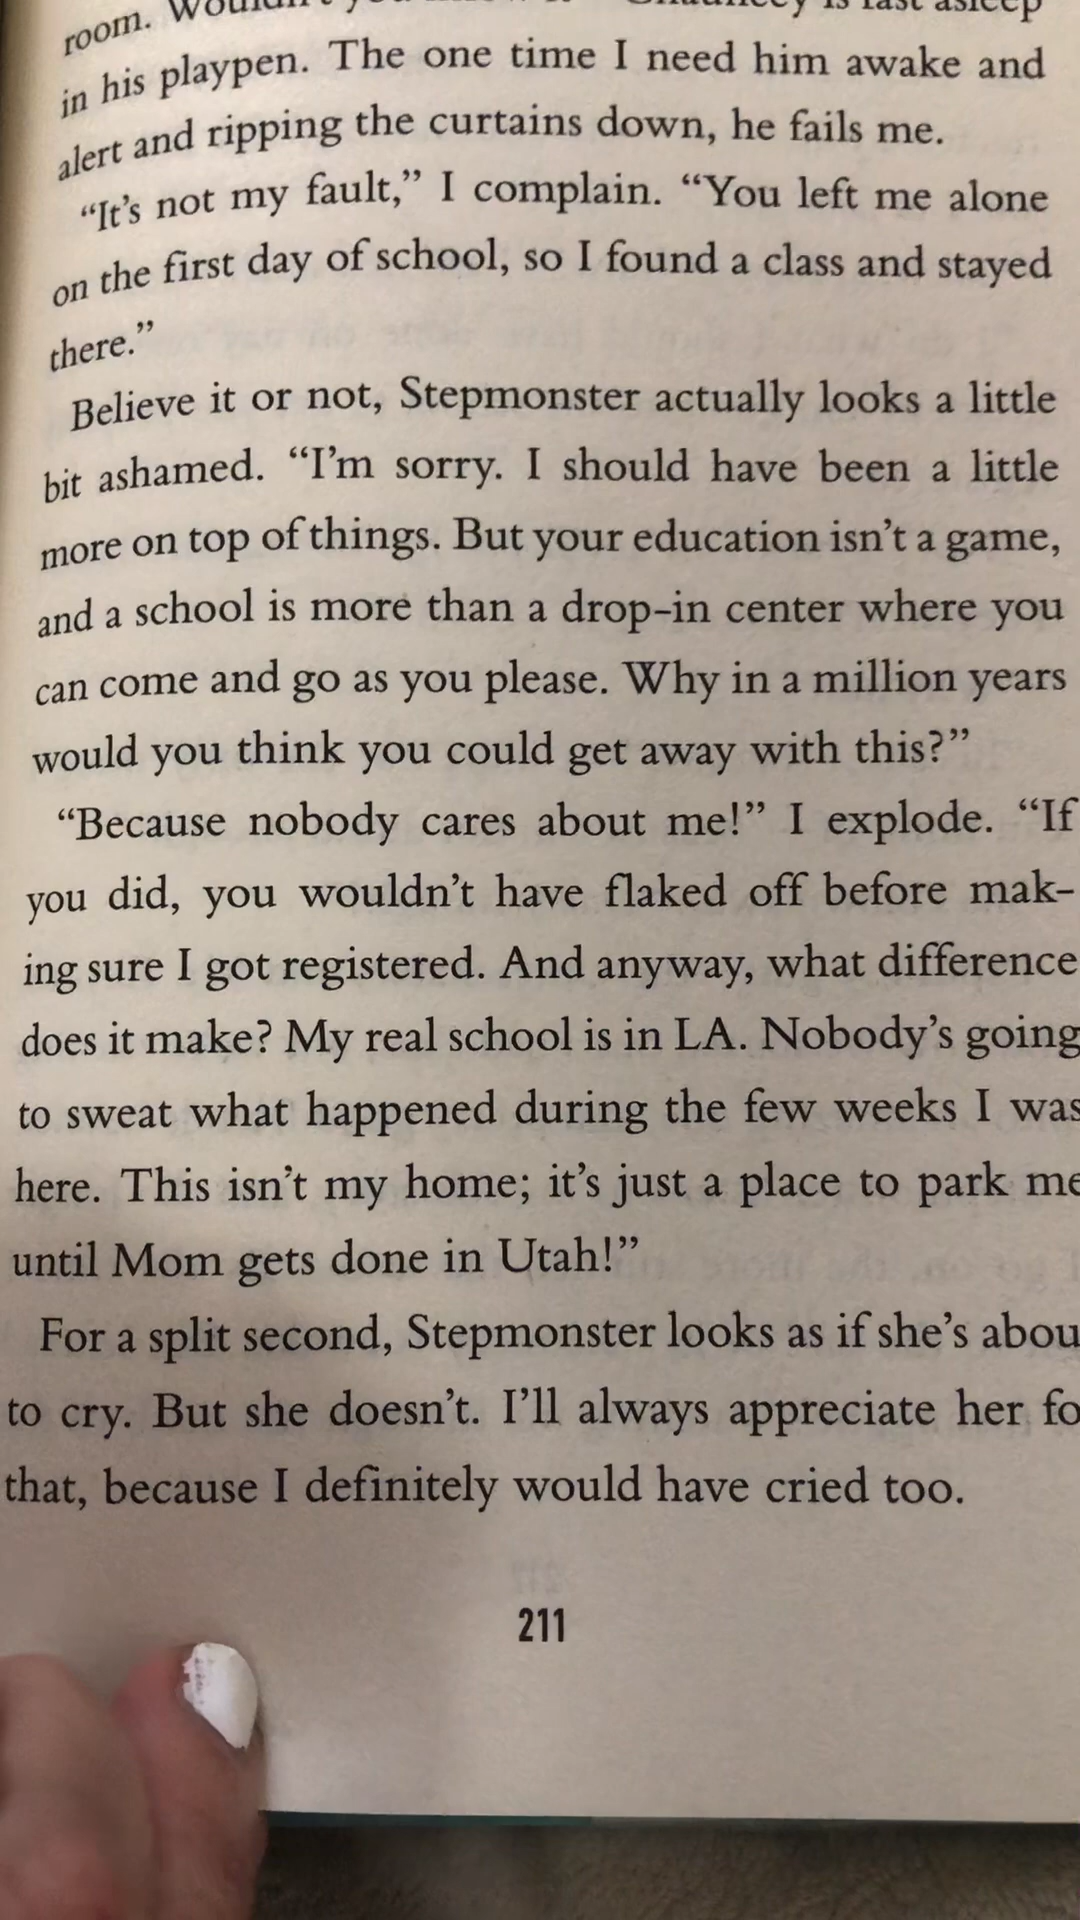 room. Wouldn't you know it— Chauncey is fast asleep
in his playpen. The one time I need him awake and
alert and ripping the curtains down, he fails me.
“It’s not my fault,” I complain. “You left me alone
on the first day of school, so I found a class and stayed
there.”
Believe it or not, Stepmonster actually looks a little
bit ashamed. “I’m sorry. I should have been a little
more on top of things. But your education isn’t a game,
and a school is more than a drop-in center where you
can come and go as you please. Why in a million years
would you think you could get away with this?”
“Because nobody cares about me!” I explode. “If
you did, you wouldn’t have flaked off before mak-
ing sure I got registered. And anyway, what difference
does it make? My real school is in LA. Nobody’s going
to sweat what happened during the few weeks I was
here. This isn’t my home; it’s just a place to park me
until Mom gets done in Utah!”
For a split second, Stepmonster looks as if she’s abou
to cry. But she doesn’t. I’ll always appreciate her fo
that, because I definitely would have cried too.
211